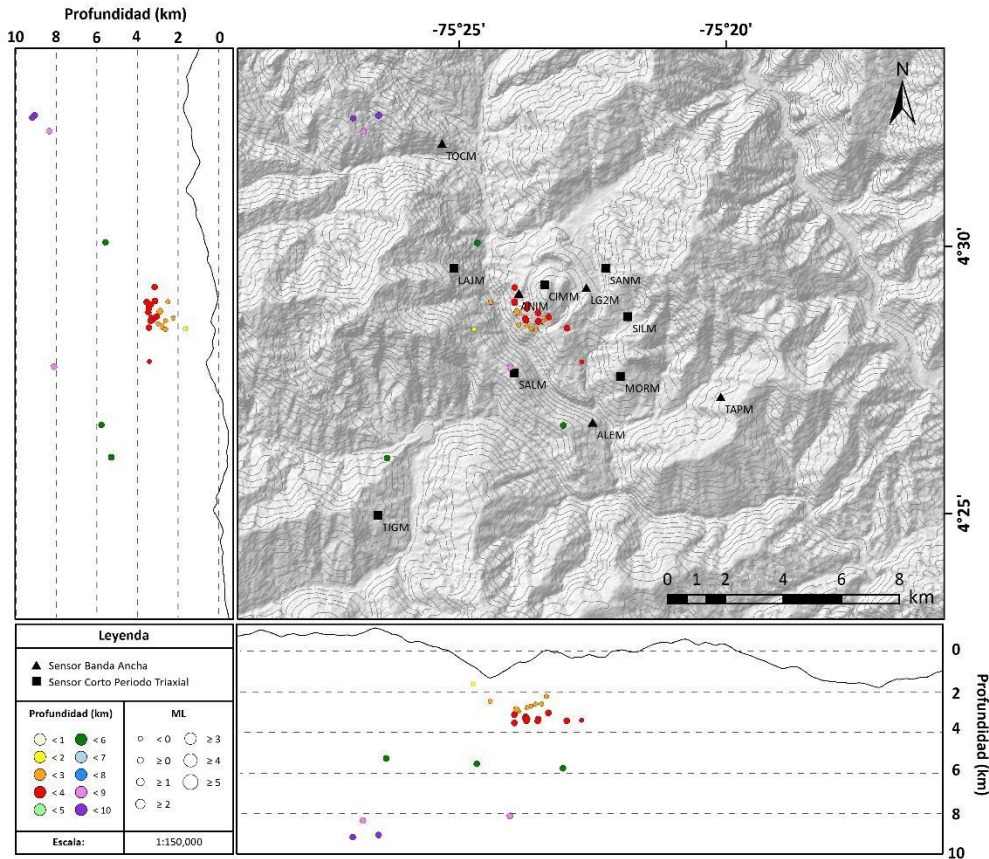 Profundidad (km)
10 8 6 4 2 0
-75°25' -75°20'
N
TOCM
4°30'
LAJM
SANM
CIMM
LG2M
ANIM
SILM
SALM
MORM
TAPM
ALEM
4°25'
TIGM
0 1 2 4 6 8
km
Leyenda
Sensor Banda Ancha
Sensor Corto Periodo Triaxial
Profundidad (km) ML
< 1 < 6 < 0 ≥ 3
< 2 < 7 ≥ 0 ≥ 4
< 3 < 8 ≥ 1 ≥ 5
< 4 < 9 ≥ 2
< 5 < 10
Escala: 1:150,000
0
2
4
6
8
10
Profundidad (km)